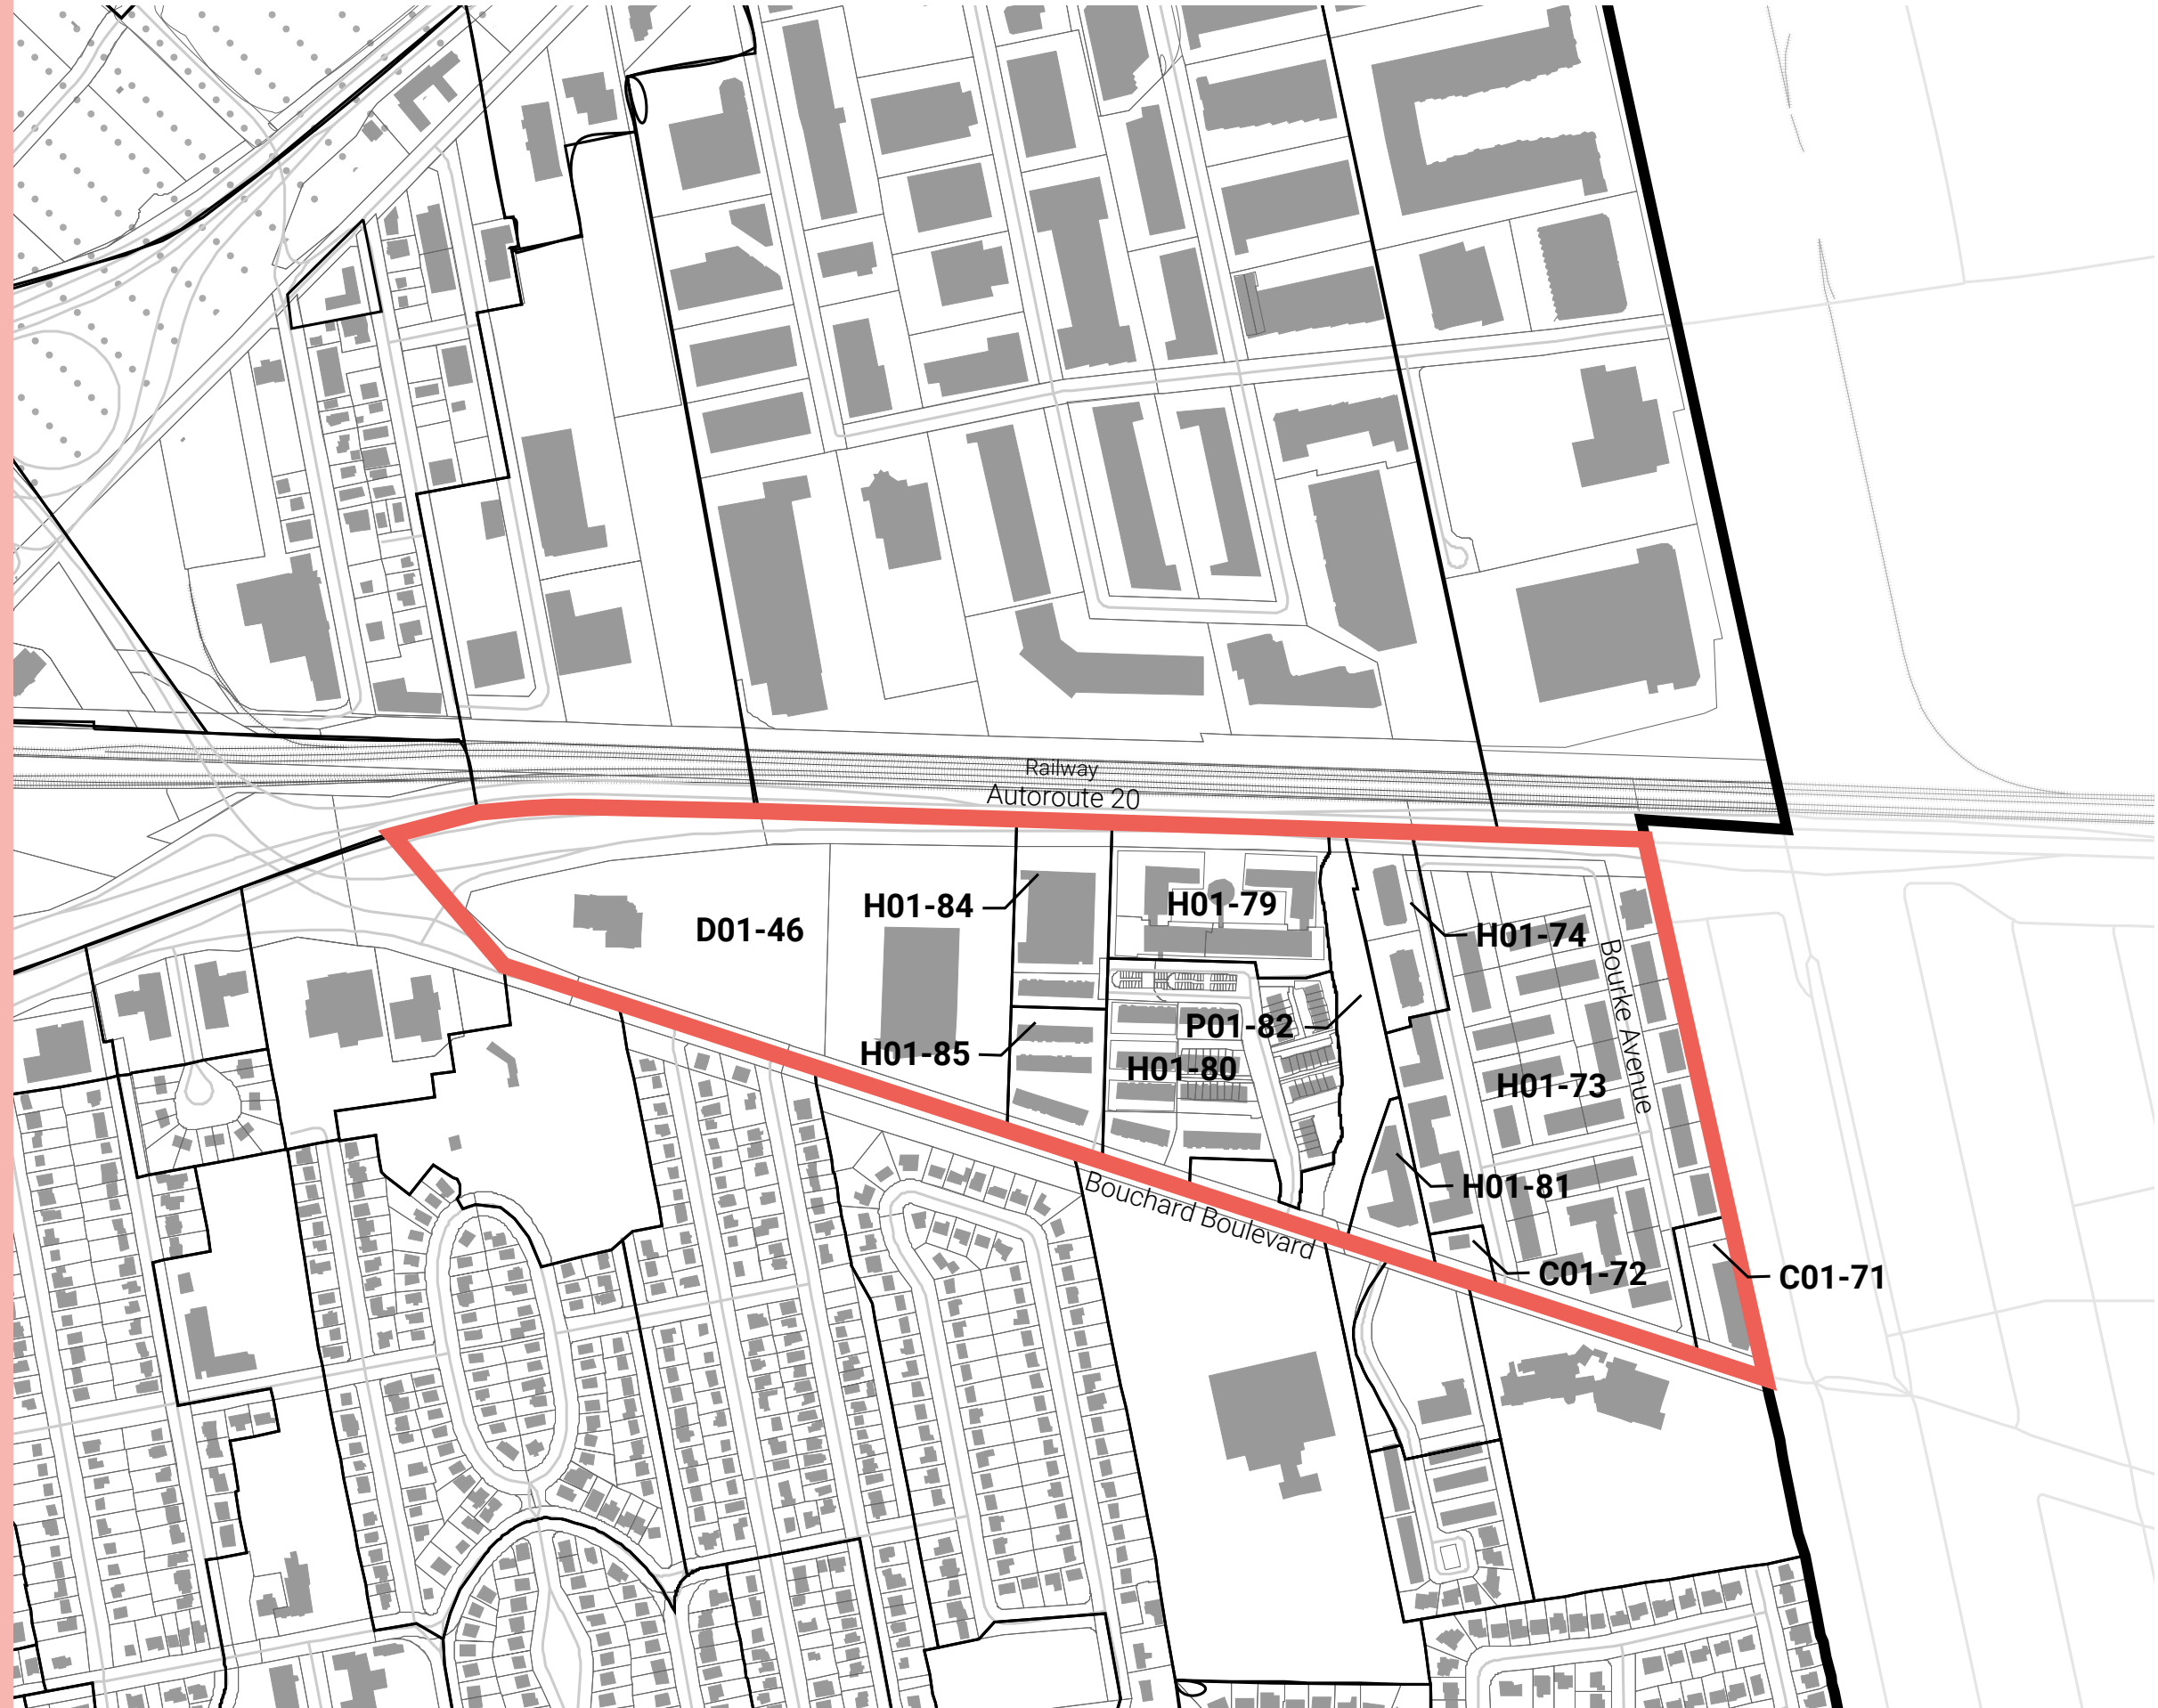 Railway
Autoroute 20
H01-84
H01-79
D01-46
H01-74
Bourke Avenue
P01-82
H01-85
H01-80
H01-73
H01-81
Bouchard Boulevard
C01-72
C01-71